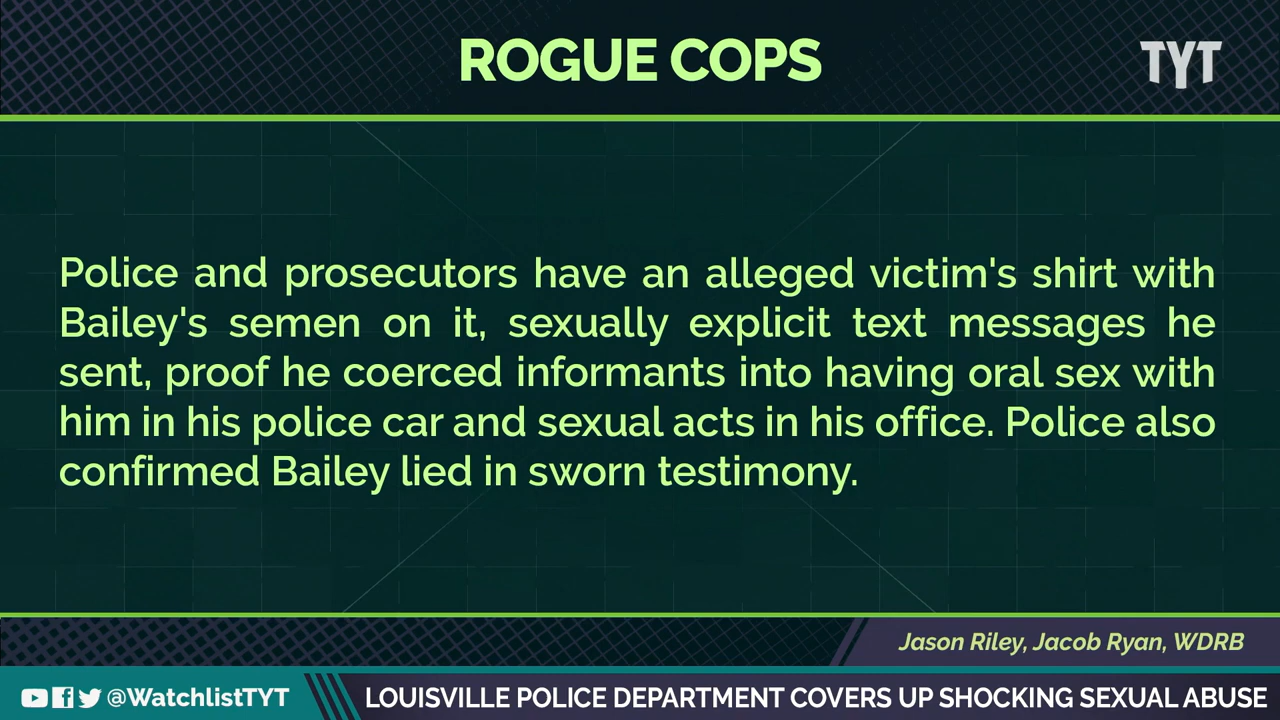 ROGUE COPS
TYT
Police and prosecutors have an alleged victim's shirt with
Bailey's semen on it, sexually explicit text messages he
sent, proof he coerced informants into having oral sex with
him in his police car and sexual acts in his office. Police also
confirmed Bailey lied in sworn testimony.
Jason Riley, Jacob Ryan, WDRB
@WatchlistTYT
LOUISVILLE POLICE DEPARTMENT COVERS UP SHOCKING SEXUAL ABUSE